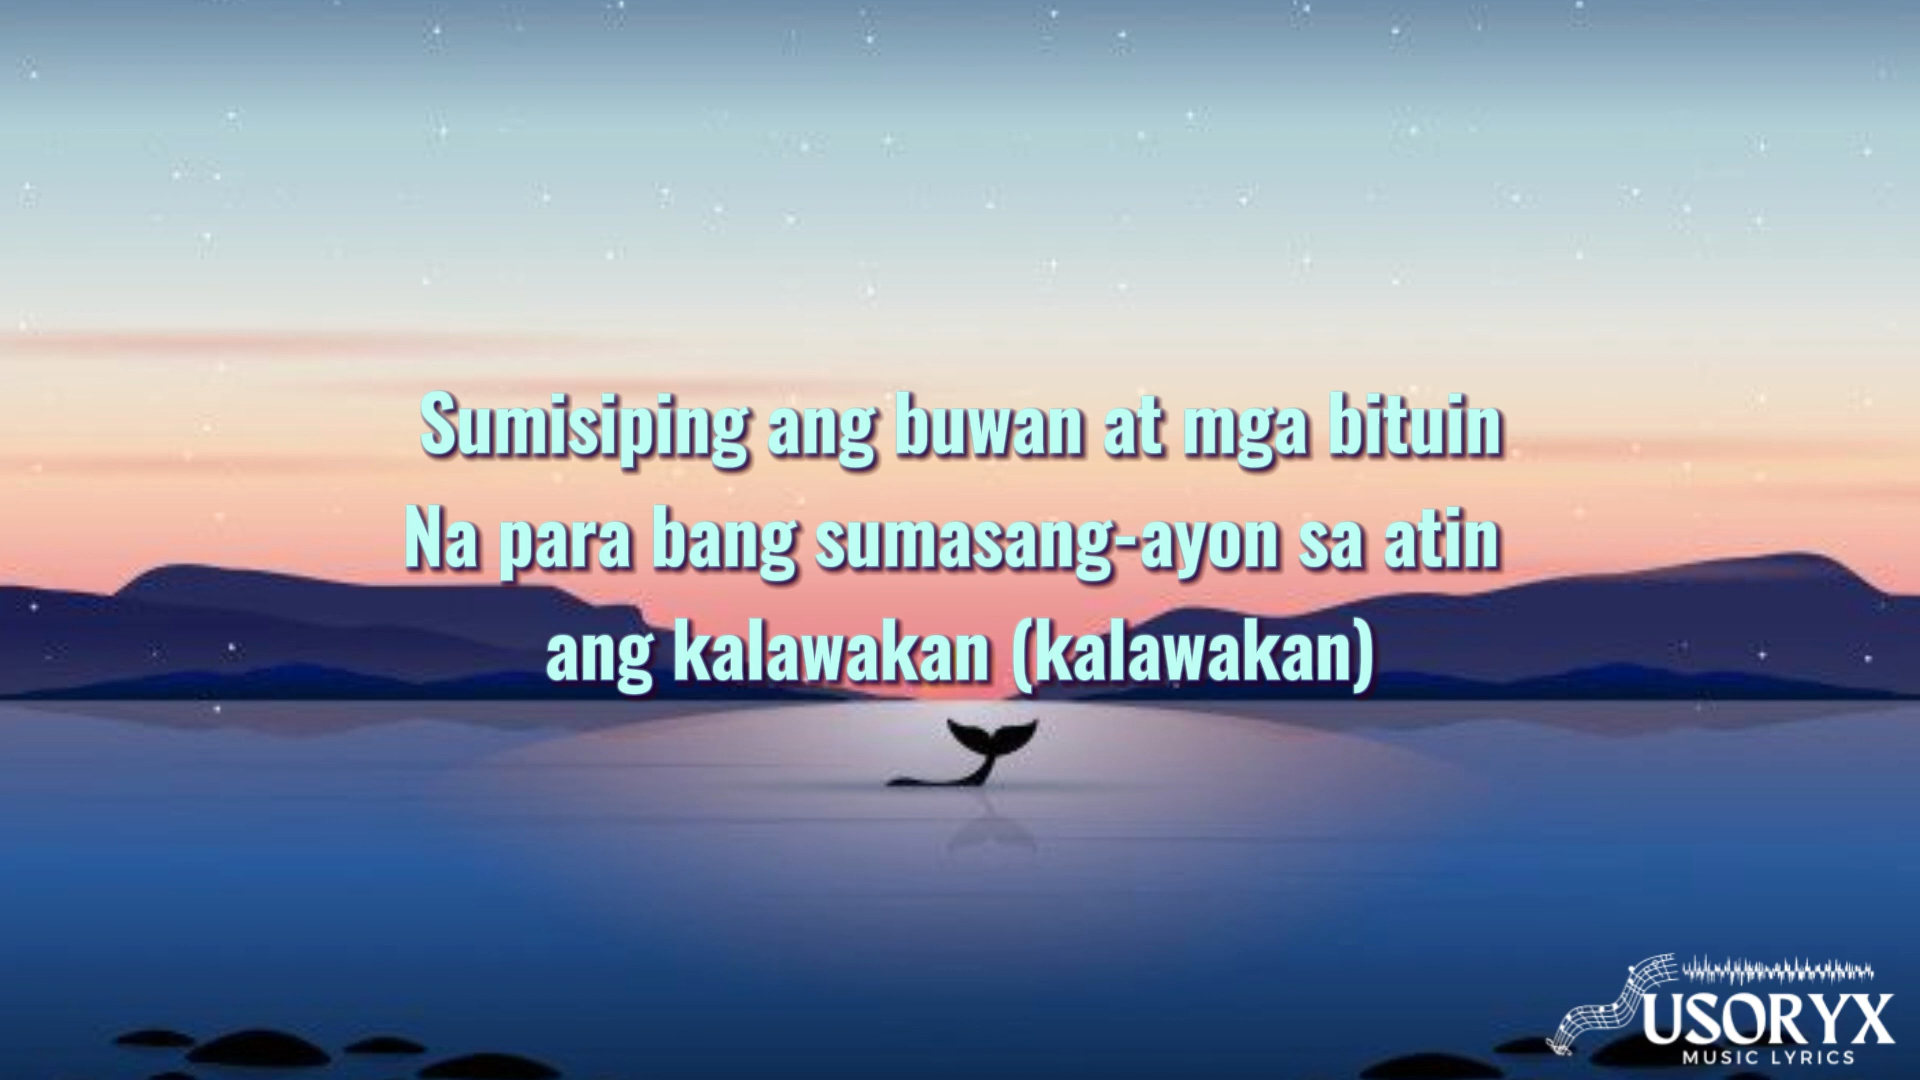 Sumisiping ang buwan at mga bituin
Na para bang sumasang-ayon sa atin
ang kalawakan (kalawakan)
USORYX
MUSIC LYRICS